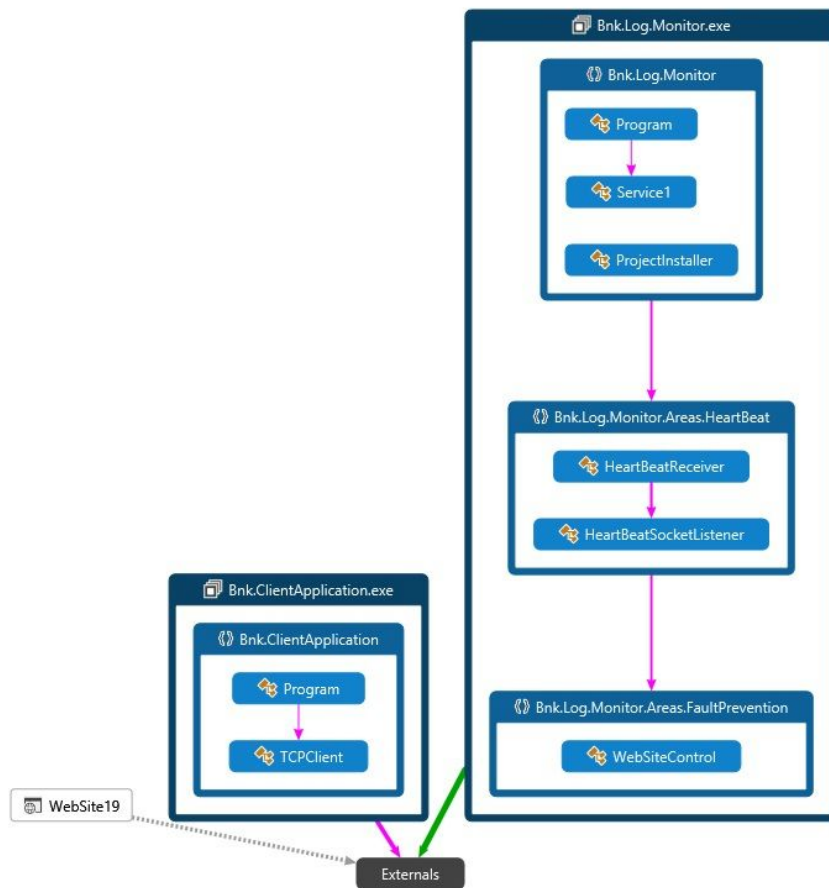 Bnk.Log.Monitor.exe
Bnk.Log.Monitor
Program
Service1
ProjectInstaller
Bnk.Log.Monitor.Areas.HeartBeat
HeartBeatReceiver
HeartBeatSocketListener
Bnk.ClientApplication.exe
Bnk.ClientApplication
Program
TCPClient
Bnk.Log.Monitor.Areas.FaultPrevention
WebSiteControl
WebSite19
Externals